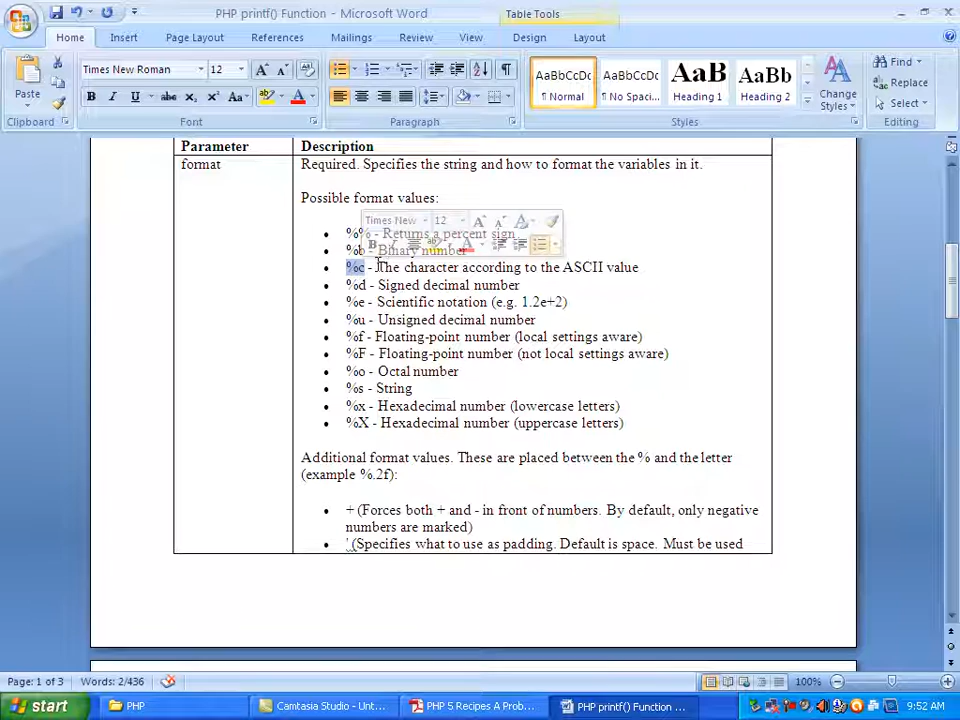 PHP printf() Function - Microsoft Word
Table Tools
Home
Insert
Page Layout
References
Mailings
Review
View
Design
Layout
Times New Roman
12
Find
Replace
Select
Paste
B I U abc x₂ x² Aa
AaBbCcDc
¶ Normal
AaBbCcDc
¶ No Spaci...
AaB
Heading 1
AaBb
Heading 2
Change
Styles
Clipboard
Font
Paragraph
Styles
Editing
Parameter
Description
format
Required. Specifies the string and how to format the variables in it.
Possible format values:
Times New
12
%% - Returns a percent sign
%b - Binary number
%c - The character according to the ASCII value
%d - Signed decimal number
%e - Scientific notation (e.g. 1.2e+2)
%u - Unsigned decimal number
%f - Floating-point number (local settings aware)
%F - Floating-point number (not local settings aware)
%o - Octal number
%s - String
%x - Hexadecimal number (lowercase letters)
%X - Hexadecimal number (uppercase letters)
Additional format values. These are placed between the % and the letter
(example %.2f):
+ (Forces both + and - in front of numbers. By default, only negative
numbers are marked)
' (Specifies what to use as padding. Default is space. Must be used
Page: 1 of 3
Words: 2/436
100%
start
PHP
Camtasia Studio - Unt...
PHP 5 Recipes A Prob...
PHP printf() Function ...
9:52 AM